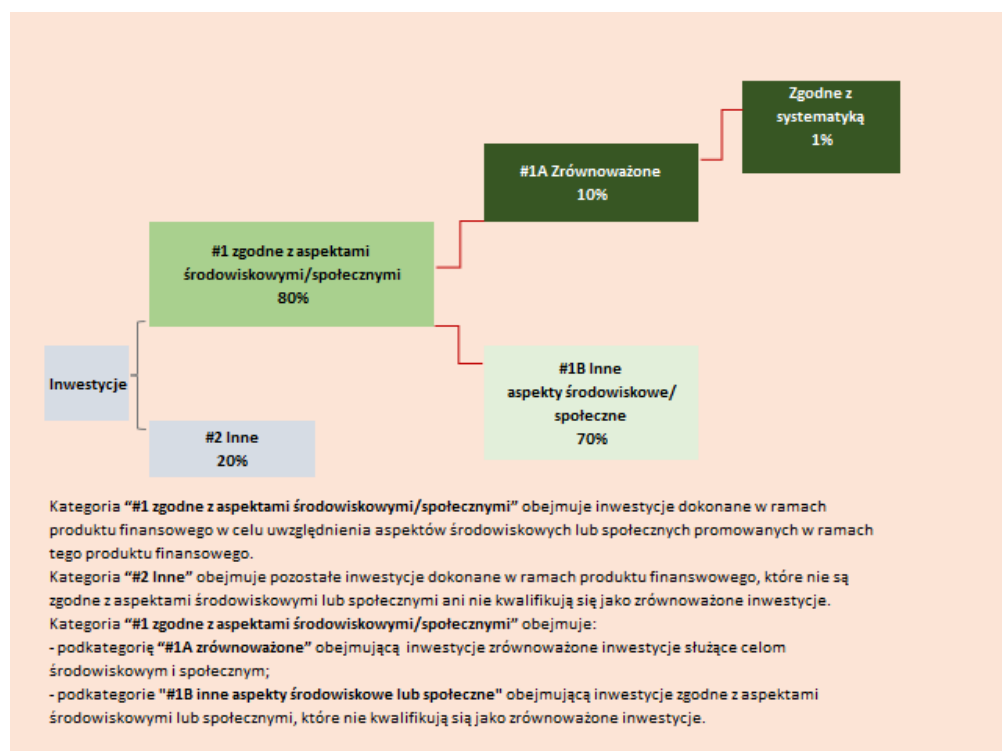 Zgodne z
systematyką
1%
#1A Zrównoważone
10%
#1 zgodne z aspektami
środowiskowymi/społecznymi
80%
Inwestycje
#1B Inne
aspekty środowiskowe/
społeczne
70%
#2 Inne
20%
Kategoria “#1 zgodne z aspektami środowiskowymi/społecznymi” obejmuje inwestycje dokonane w ramach
produktu finansowego w celu uwzględnienia aspektów środowiskowych lub społecznych promowanych w ramach
tego produktu finansowego.
Kategoria “#2 Inne” obejmuje pozostałe inwestycje dokonane w ramach produktu finanswowego, które nie są
zgodne z aspektami środowiskowymi lub społecznymi ani nie kwalifikują się jako zrównoważone inwestycje.
Kategoria “#1 zgodne z aspektami środowiskowymi/społecznymi” obejmuje:
- podkategorię “#1A zrównoważone” obejmującą inwestycje zrównoważone inwestycje służące celom
środowiskowym i społecznym;
- podkategorie "#1B inne aspekty środowiskowe lub społeczne" obejmującą inwestycje zgodne z aspektami
środowiskowymi lub społecznymi, które nie kwalifikują sią jako zrównoważone inwestycje.